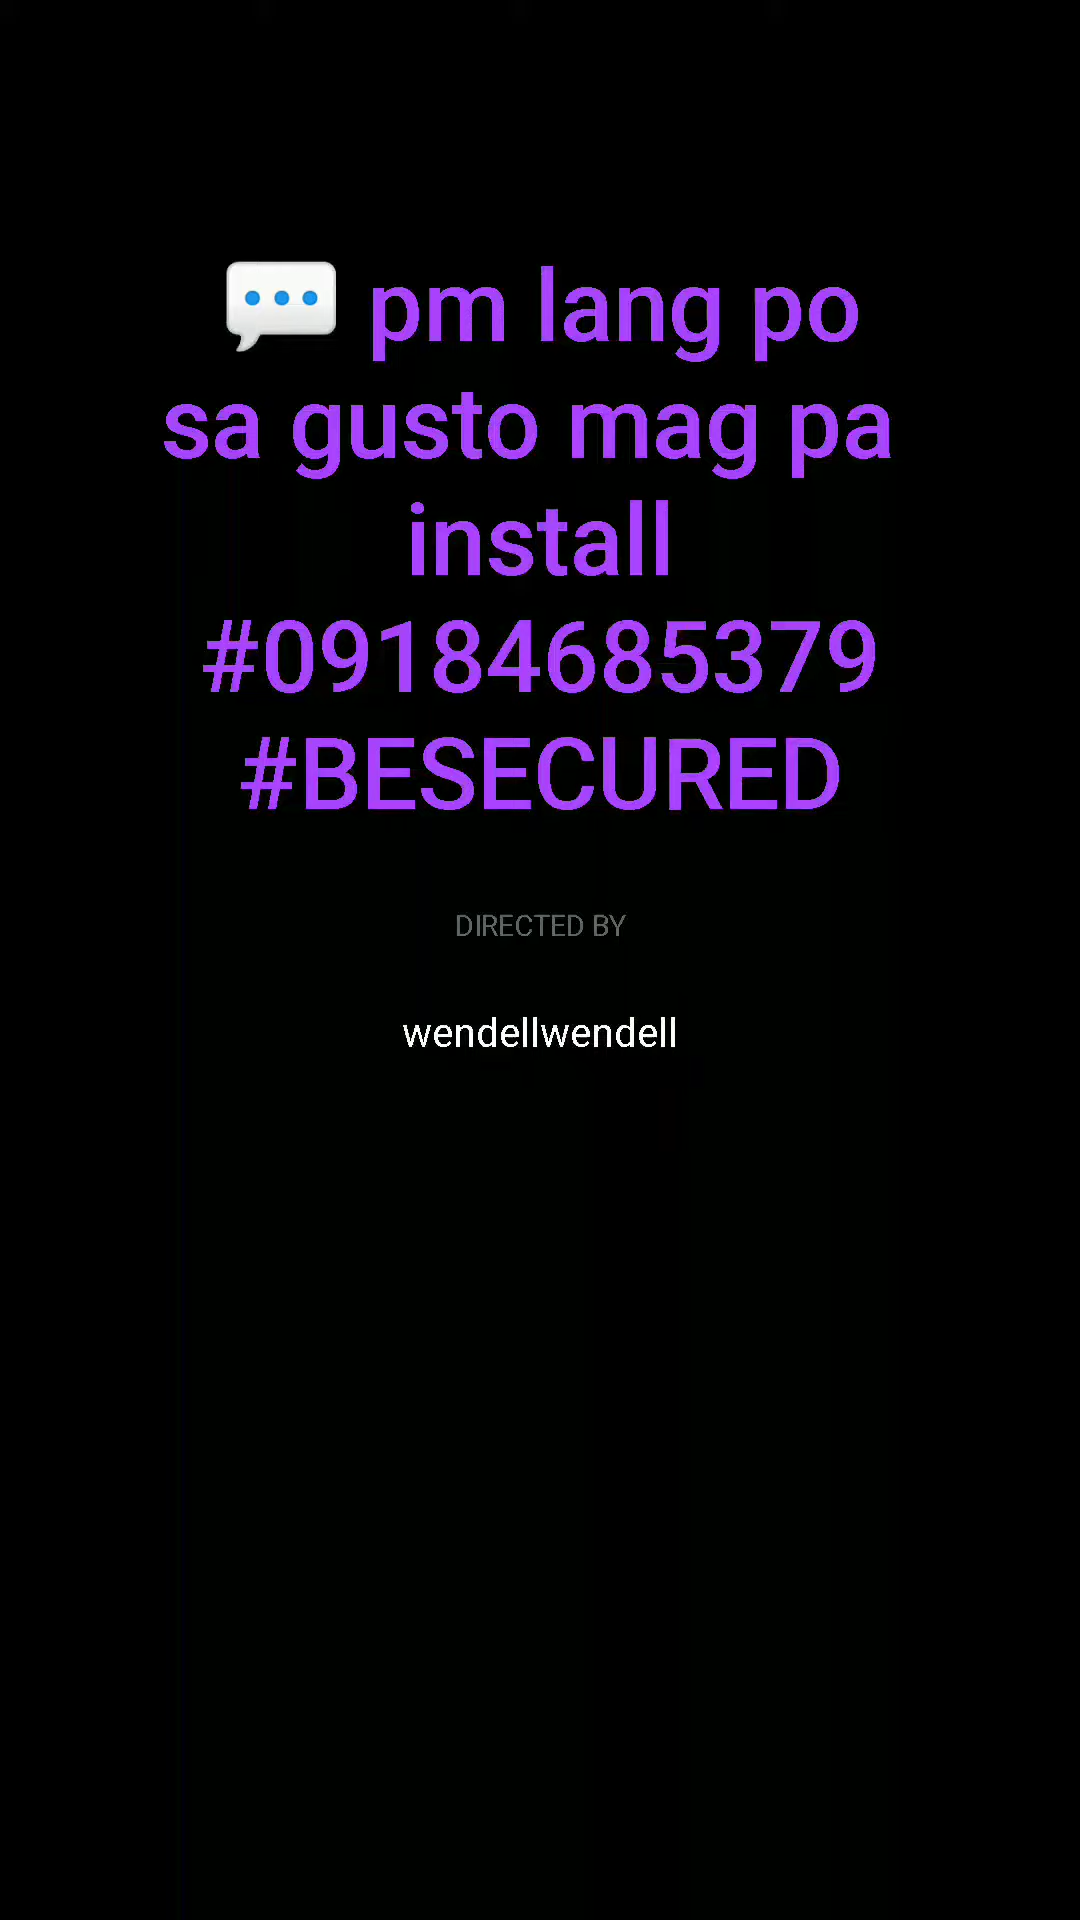 💬 pm lang po
sa gusto mag pa
install
#09184685379
#BESECURED
DIRECTED BY
wendellwendell